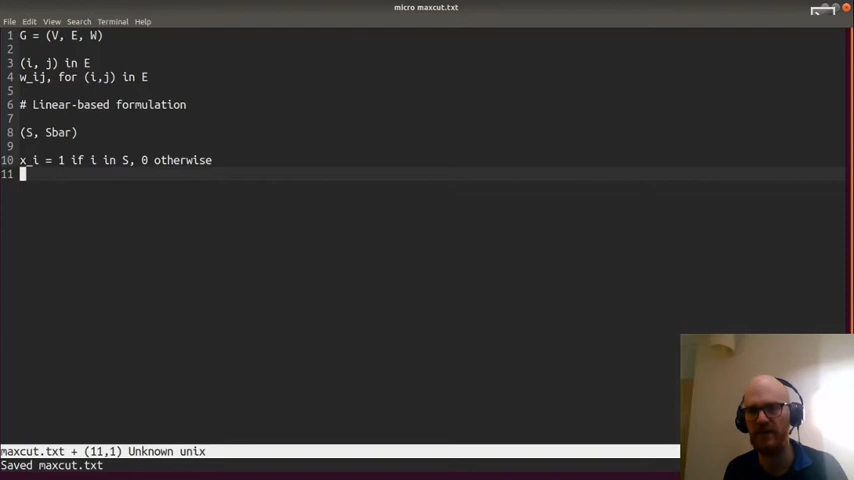 micro maxcut.txt
File Edit View Search Terminal Help
1 G = (V, E, W)
2
3 (i, j) in E
4 w_ij, for (i,j) in E
5
6 # Linear-based formulation
7
8 (S, Sbar)
9
10 x_i = 1 if i in S, 0 otherwise
11
maxcut.txt + (11,1) Unknown unix
Saved maxcut.txt